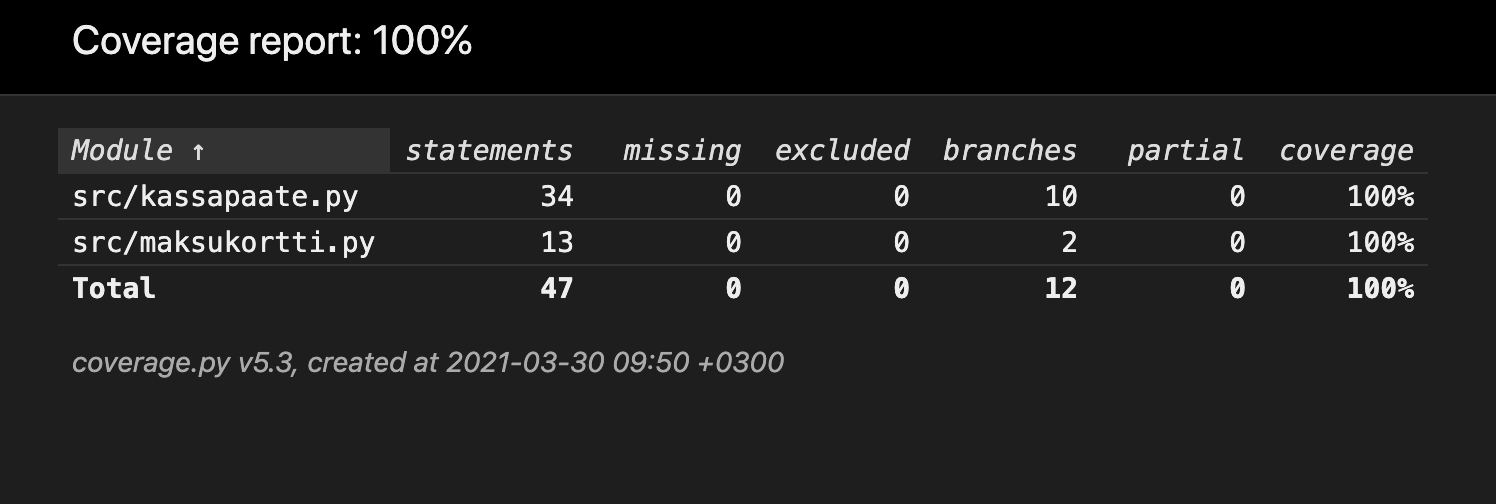 Coverage report: 100%
Module ↑ statements missing excluded branches partial coverage
src/kassapaate.py 34 0 0 10 0 100%
src/maksukortti.py 13 0 0 2 0 100%
Total 47 0 0 12 0 100%
coverage.py v5.3, created at 2021-03-30 09:50 +0300